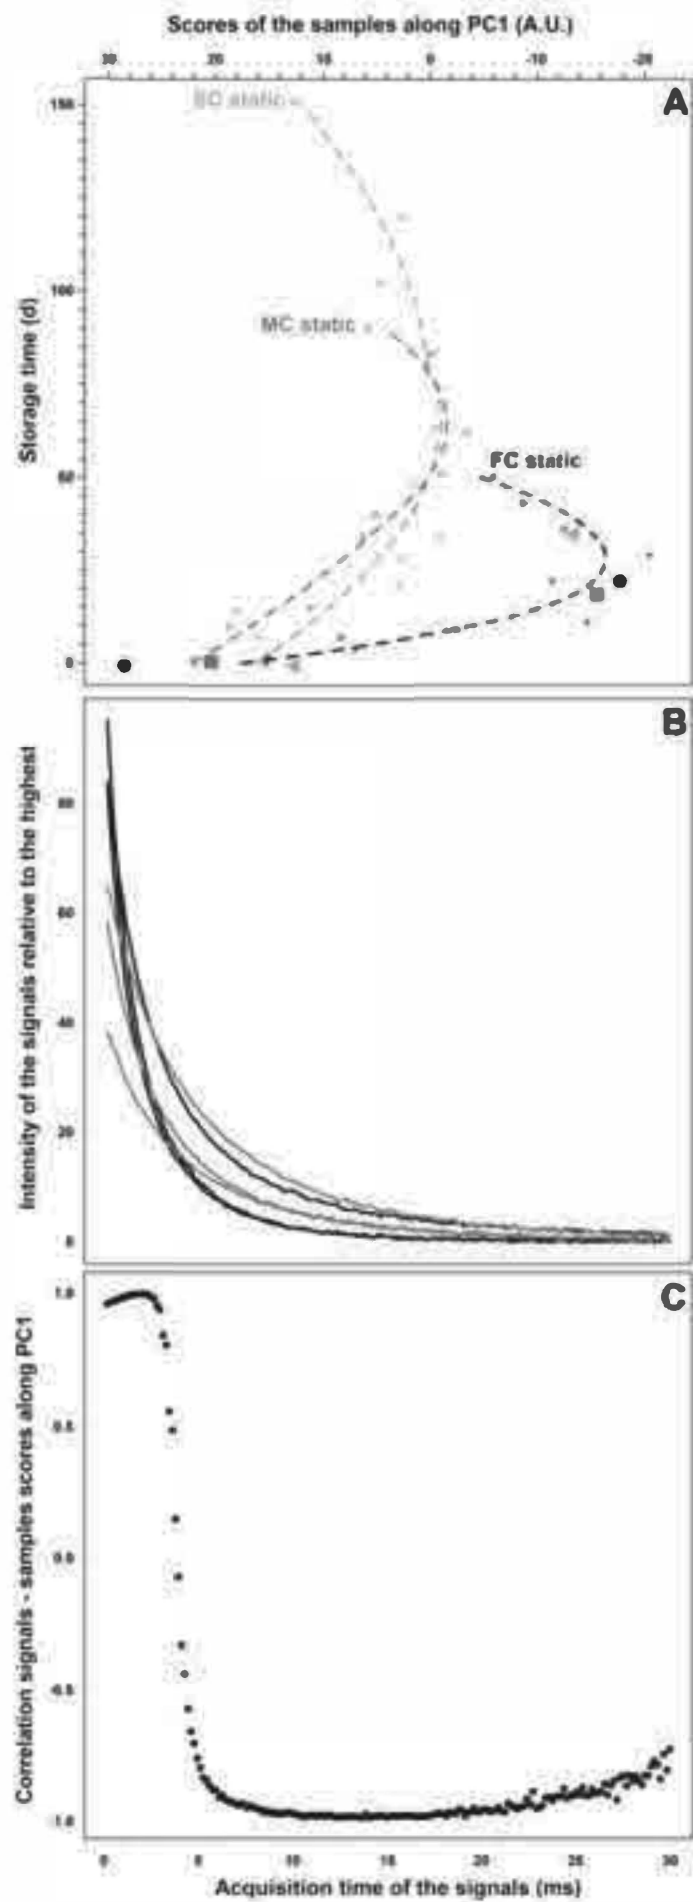 Scores of the samples along PC1 (A.U.)
30 20 10 0 -10 -20
A
SC static
150
MC static
100
FC static
50
0
Storage time (d)
B
80
60
40
20
0
Intensity of the signals relative to the highest
C
1.0
0.5
0.0
-0.5
-1.0
Correlation signals - samples scores along PC1
0 5 10 15 20 25 30
Acquisition time of the signals (ms)